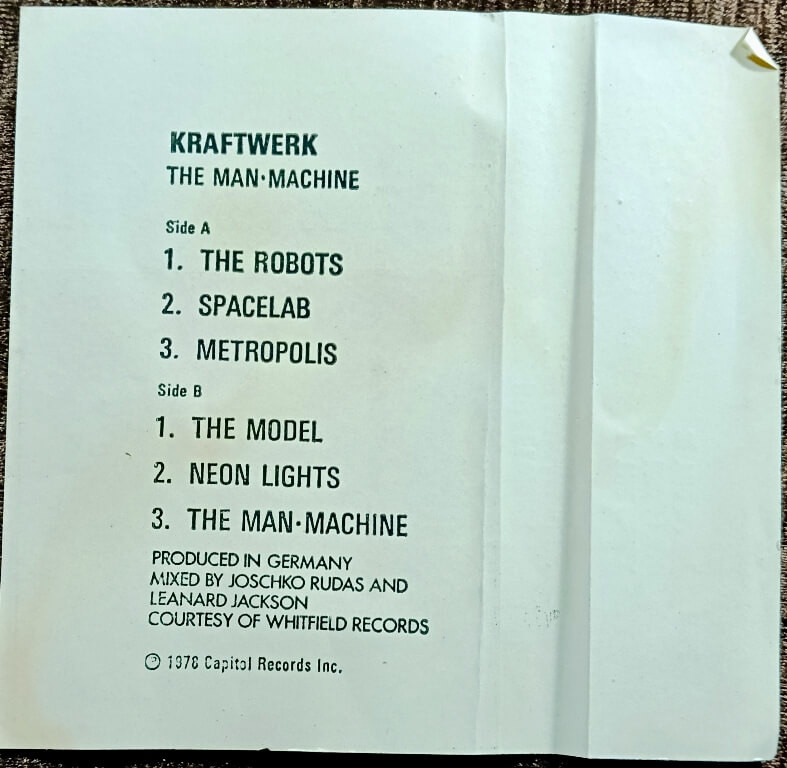 KRAFTWERK
THE MAN·MACHINE
Side A
1. THE ROBOTS
2. SPACELAB
3. METROPOLIS
Side B
1. THE MODEL
2. NEON LIGHTS
3. THE MAN·MACHINE
PRODUCED IN GERMANY
MIXED BY JOSCHKO RUDAS AND
LEANARD JACKSON
COURTESY OF WHITFIELD RECORDS
℗ 1978 Capitol Records Inc.